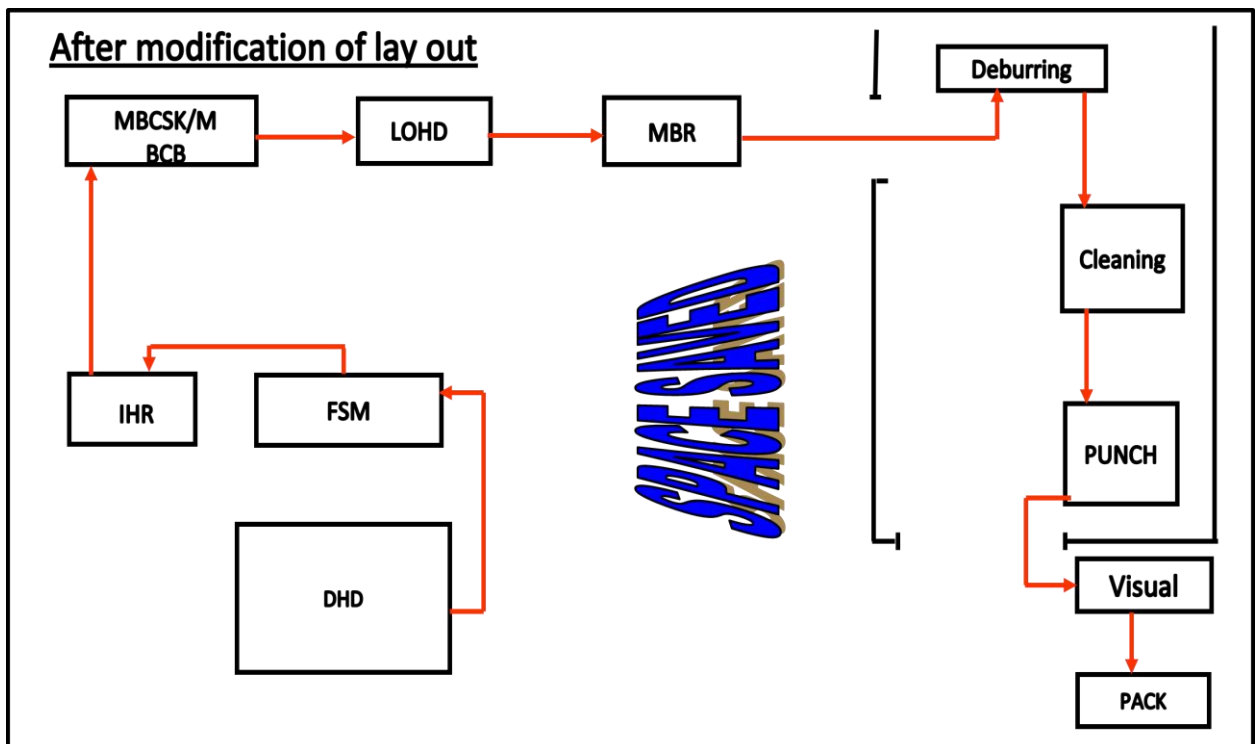 After modification of lay out
Deburring
MBCSK/M
BCB
LOHD
MBR
Cleaning
SPACE SAVED
IHR
FSM
PUNCH
DHD
Visual
PACK